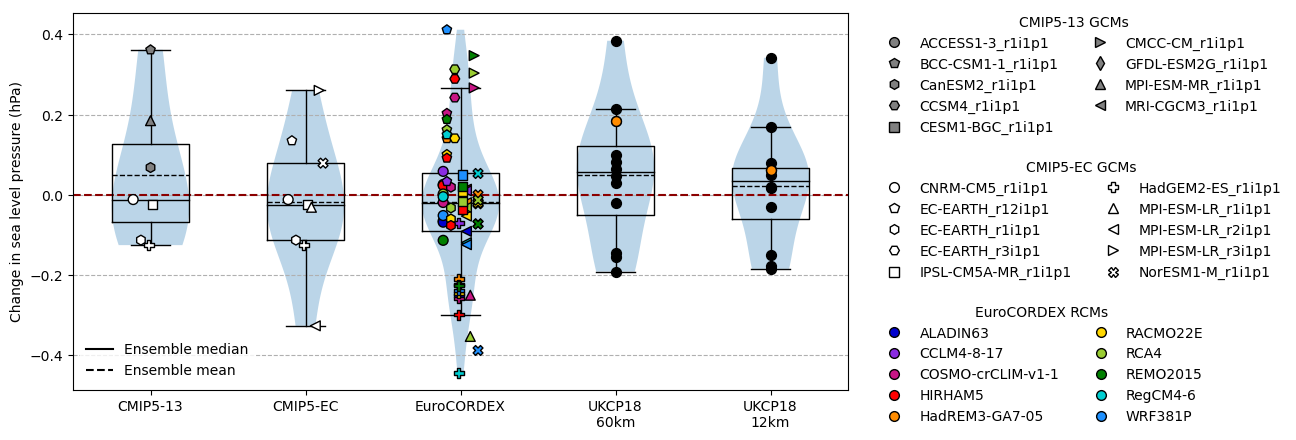 Change in sea level pressure (hPa)
0.4
0.2
0.0
−0.2
−0.4
Ensemble median
Ensemble mean
CMIP5-13
CMIP5-EC
EuroCORDEX
UKCP18
60km
UKCP18
12km
CMIP5-13 GCMs
ACCESS1-3_r1i1p1
BCC-CSM1-1_r1i1p1
CanESM2_r1i1p1
CCSM4_r1i1p1
CESM1-BGC_r1i1p1
CMCC-CM_r1i1p1
GFDL-ESM2G_r1i1p1
MPI-ESM-MR_r1i1p1
MRI-CGCM3_r1i1p1
CMIP5-EC GCMs
CNRM-CM5_r1i1p1
EC-EARTH_r12i1p1
EC-EARTH_r1i1p1
EC-EARTH_r3i1p1
IPSL-CM5A-MR_r1i1p1
HadGEM2-ES_r1i1p1
MPI-ESM-LR_r1i1p1
MPI-ESM-LR_r2i1p1
MPI-ESM-LR_r3i1p1
NorESM1-M_r1i1p1
EuroCORDEX RCMs
ALADIN63
CCLM4-8-17
COSMO-crCLIM-v1-1
HIRHAM5
HadREM3-GA7-05
RACMO22E
RCA4
REMO2015
RegCM4-6
WRF381P